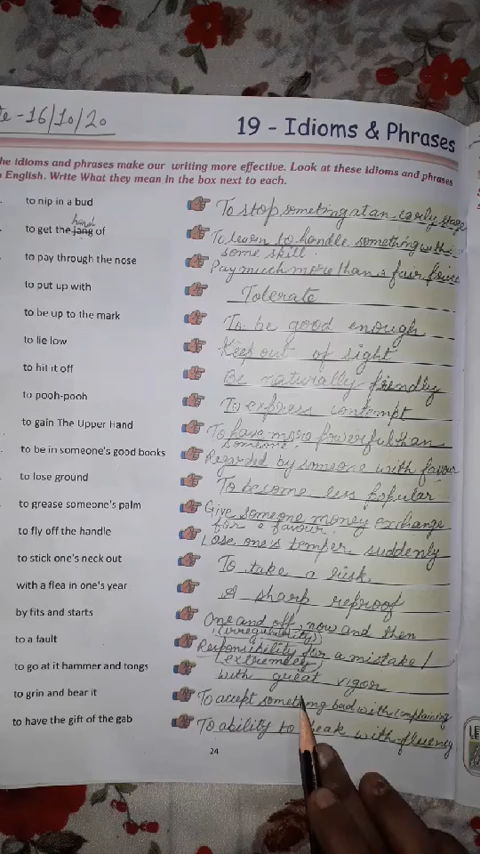 te -16/10/20
19 - Idioms & Phrases
he idioms and phrases make our writing more effective. Look at these idioms and phrases
English. Write What they mean in the box next to each.
to nip in a bud To stop someting at an early stage
hand
to get the jang of To learn to handle something with
some skill
to pay through the nose Pay much more than a fair price
to put up with Tolerate
to be up to the mark To be good enough
to lie low Keep out of sight
to hit it off Be naturally friendly
to pooh-pooh To express contempt
to gain The Upper hand To have more powerful than
someone
to be in someone's good books Regarded by someone with favour
to lose ground To become less popular
to grease someone's palm Give someone money exchange
for a favour
to fly off the handle Lose one's temper suddenly
to stick one's neck out To take a risk
with a flea in one's year A sharp reproof
by fits and starts One and off, now and then
(irregularity)
to a fault Responsibility for a mistake/
(extremely)
to go at it hammer and tongs with great vigor
to grin and bear it To accept something bad with complaining
to have the gift of the gab To ability to speak with fluency
24